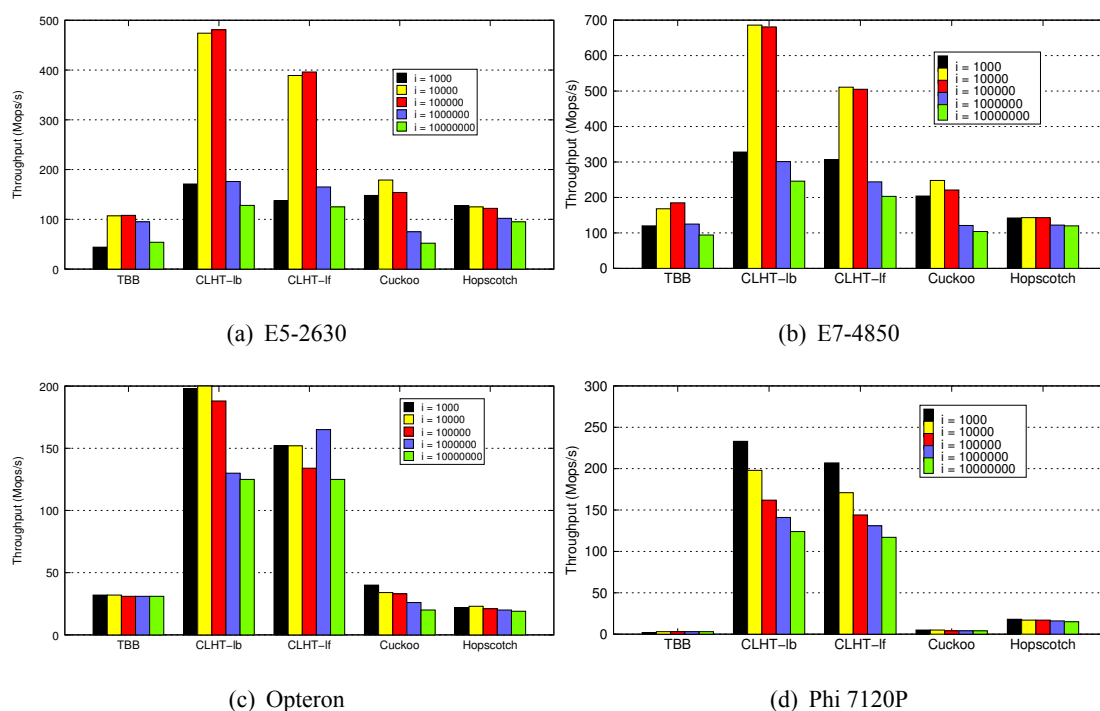 500
400
300
200
100
0
Throughput (Mops/s)
i = 1000
i = 10000
i = 100000
i = 1000000
i = 10000000
TBB CLHT−lb CLHT−lf Cuckoo Hopscotch
(a) E5-2630
700
600
500
400
300
200
100
0
Throughput (Mops/s)
i = 1000
i = 10000
i = 100000
i = 1000000
i = 10000000
TBB CLHT−lb CLHT−lf Cuckoo Hopscotch
(b) E7-4850
200
150
100
50
0
Throughput (Mops/s)
i = 1000
i = 10000
i = 100000
i = 1000000
i = 10000000
TBB CLHT−lb CLHT−lf Cuckoo Hopscotch
(c) Opteron
300
250
200
150
100
50
0
Throughput (Mops/s)
i = 1000
i = 10000
i = 100000
i = 1000000
i = 10000000
TBB CLHT−lb CLHT−lf Cuckoo Hopscotch
(d) Phi 7120P